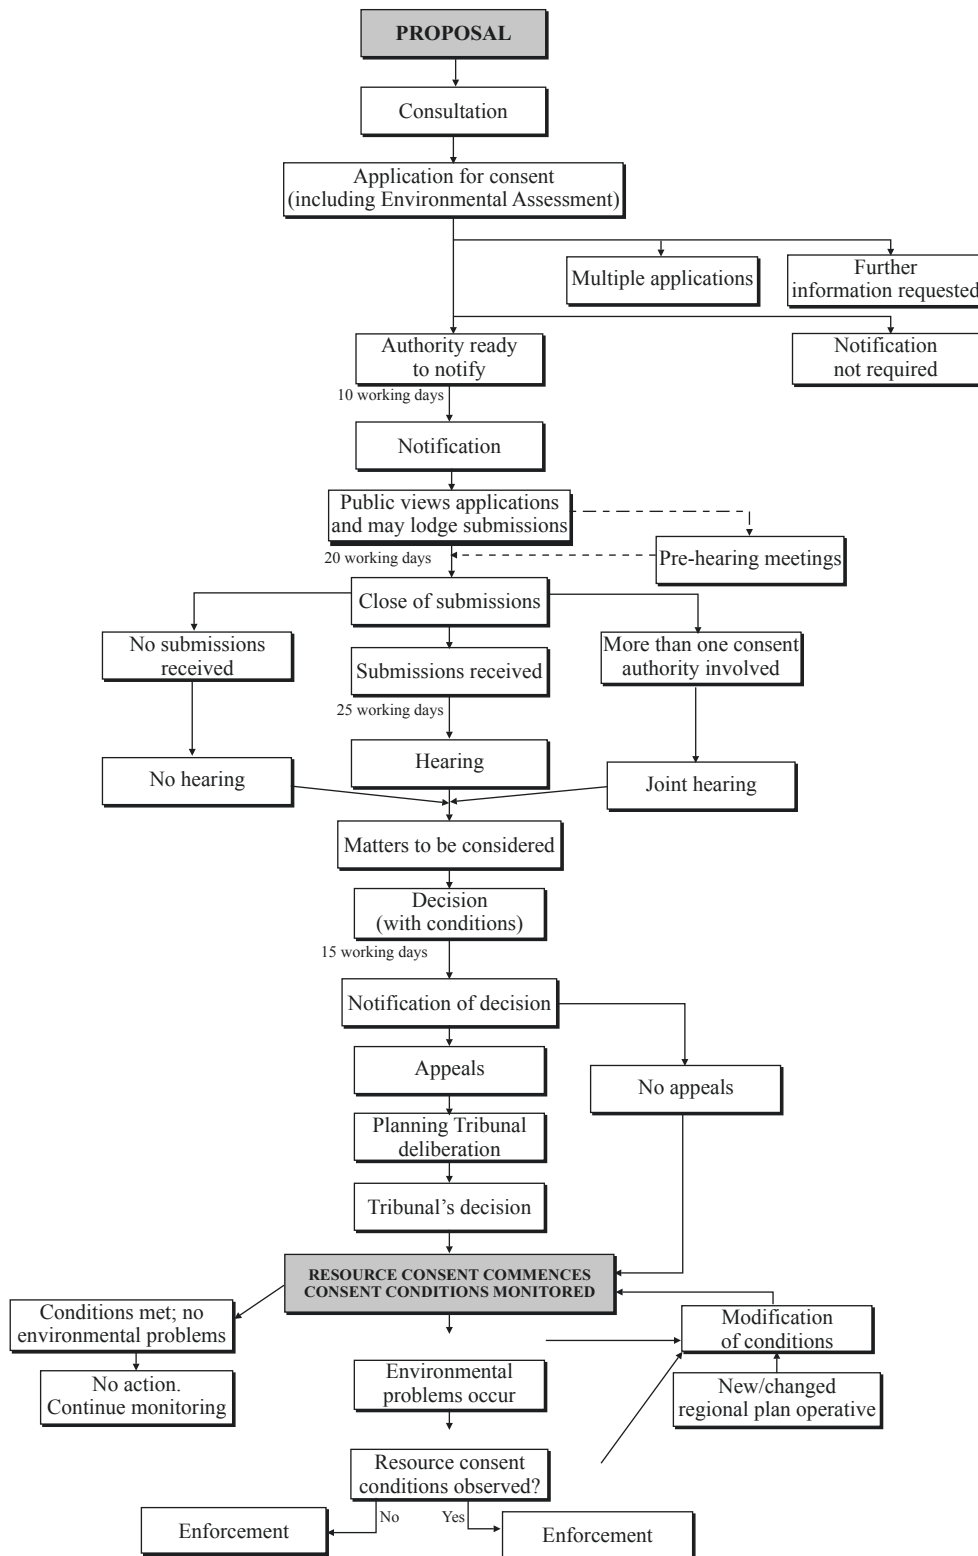 PROPOSAL
Consultation
Application for consent
(including Environmental Assessment)
Multiple applications
Further
information requested
Authority ready
to notify
Notification
not required
10 working days
Notification
Public views applications
and may lodge submissions
20 working days
Pre-hearing meetings
Close of submissions
No submissions
received
Submissions received
More than one consent
authority involved
25 working days
No hearing
Hearing
Joint hearing
Matters to be considered
Decision
(with conditions)
15 working days
Notification of decision
Appeals
No appeals
Planning Tribunal
deliberation
Tribunal’s decision
RESOURCE CONSENT COMMENCES
CONSENT CONDITIONS MONITORED
Conditions met; no
environmental problems
Modification
of conditions
No action.
Continue monitoring
Environmental
problems occur
New/changed
regional plan operative
Resource consent
conditions observed?
No
Yes
Enforcement
Enforcement